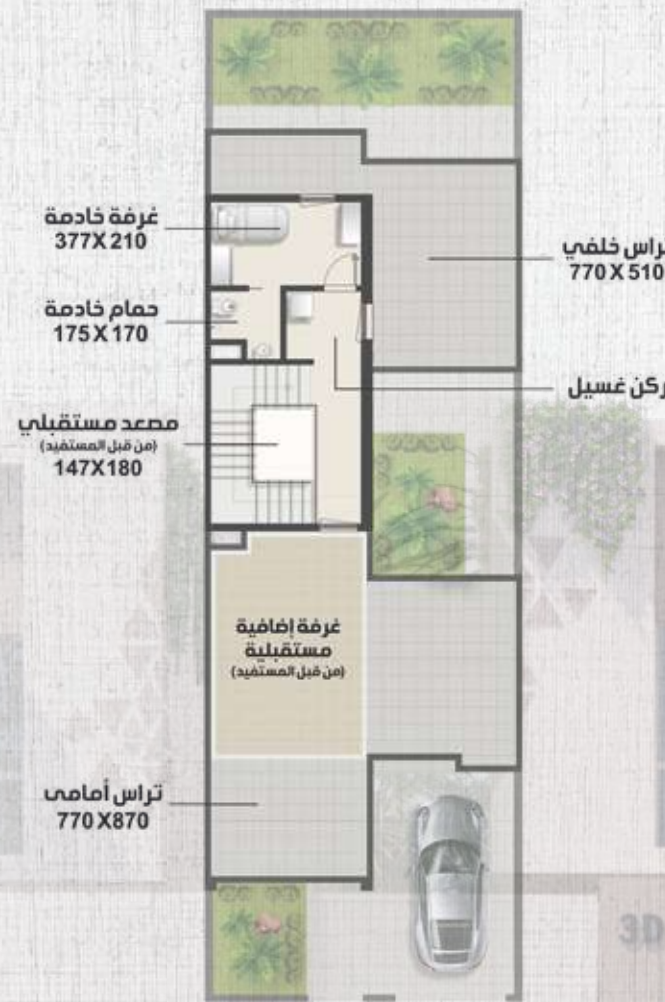 غرفة خادمة
377X 210
حمام خادمة
175 X 170
مصعد مستقبلي
(من قبل المستفيد)
147X180
راس خلفي
770 X 510
ركن غسيل
غرفة إضافية
مستقبلية
(من قبل المستفيد)
تراس أمامى
770 X870
3D